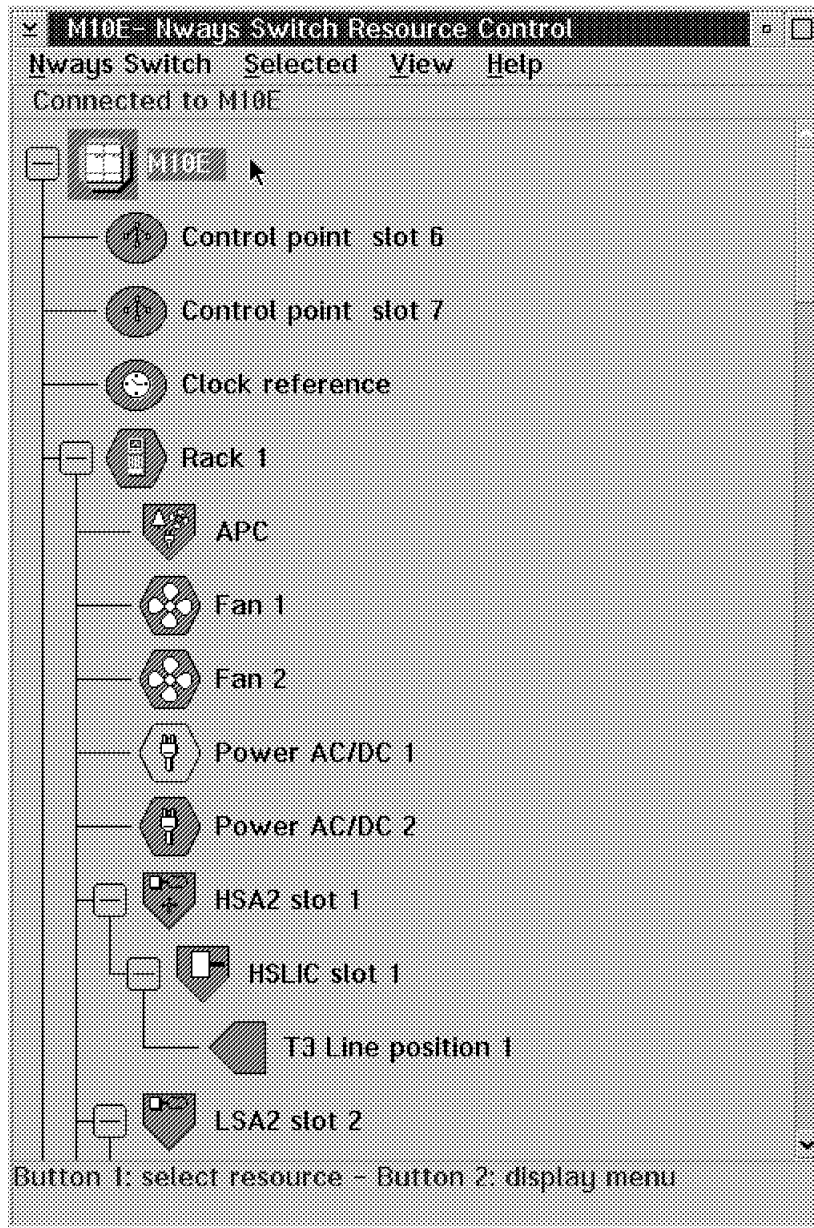 M10E- Nways Switch Resource Control
Nways Switch Selected View Help
Connected to M10E
M10E
Control point slot 6
Control point slot 7
Clock reference
Rack 1
APC
Fan 1
Fan 2
Power AC/DC 1
Power AC/DC 2
HSA2 slot 1
HSLIC slot 1
T3 Line position 1
LSA2 slot 2
Button 1: select resource - Button 2: display menu